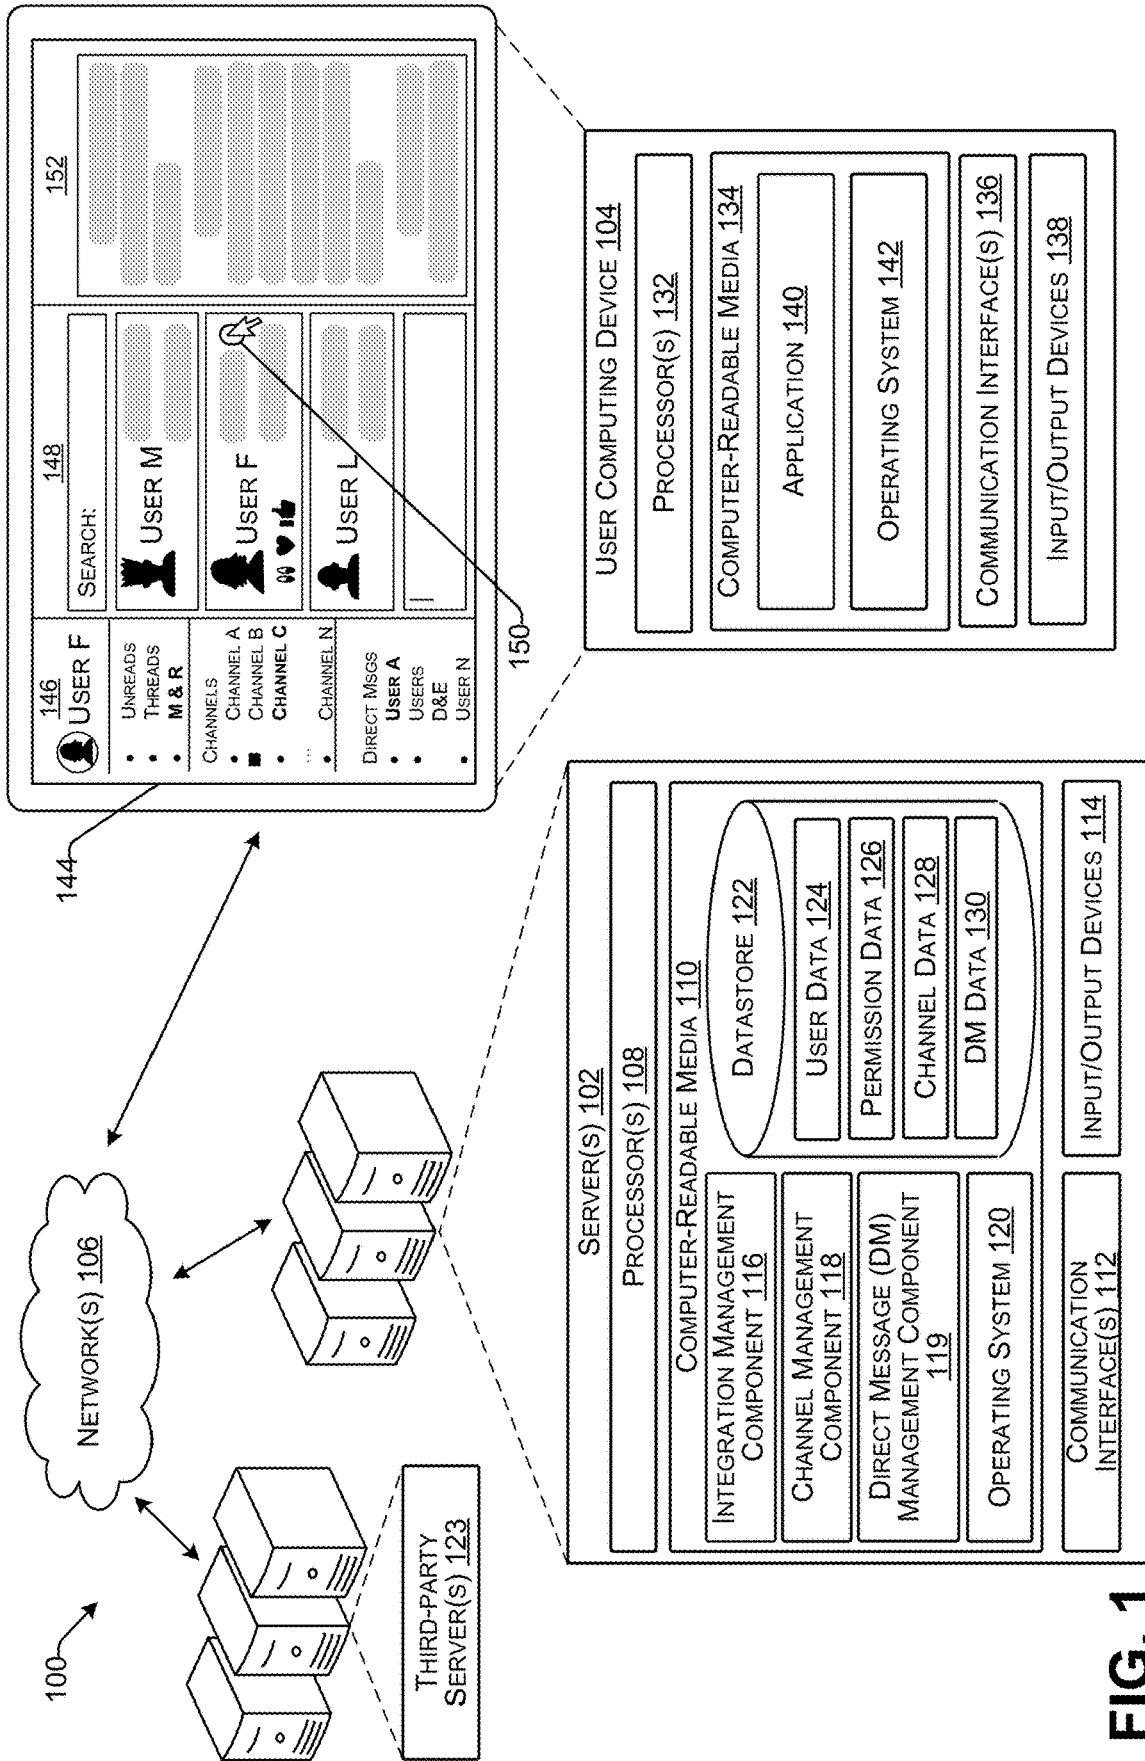 100
NETWORK(S) 106
THIRD-PARTY
SERVER(S) 123
144
146
USER F
UNREADS
THREADS
M & R
CHANNELS
CHANNEL A
CHANNEL B
CHANNEL C
...
CHANNEL N
DIRECT MSGS
USER A
USERS
D&E
USER N
148
SEARCH:
USER M
USER F
USER L
152
150
SERVER(S) 102
PROCESSOR(S) 108
COMPUTER-READABLE MEDIA 110
INTEGRATION MANAGEMENT
COMPONENT 116
CHANNEL MANAGEMENT
COMPONENT 118
DIRECT MESSAGE (DM)
MANAGEMENT COMPONENT
119
OPERATING SYSTEM 120
DATASTORE 122
USER DATA 124
PERMISSION DATA 126
CHANNEL DATA 128
DM DATA 130
COMMUNICATION
INTERFACE(S) 112
INPUT/OUTPUT DEVICES 114
USER COMPUTING DEVICE 104
PROCESSOR(S) 132
COMPUTER-READABLE MEDIA 134
APPLICATION 140
OPERATING SYSTEM 142
COMMUNICATION INTERFACE(S) 136
INPUT/OUTPUT DEVICES 138
FIG. 1